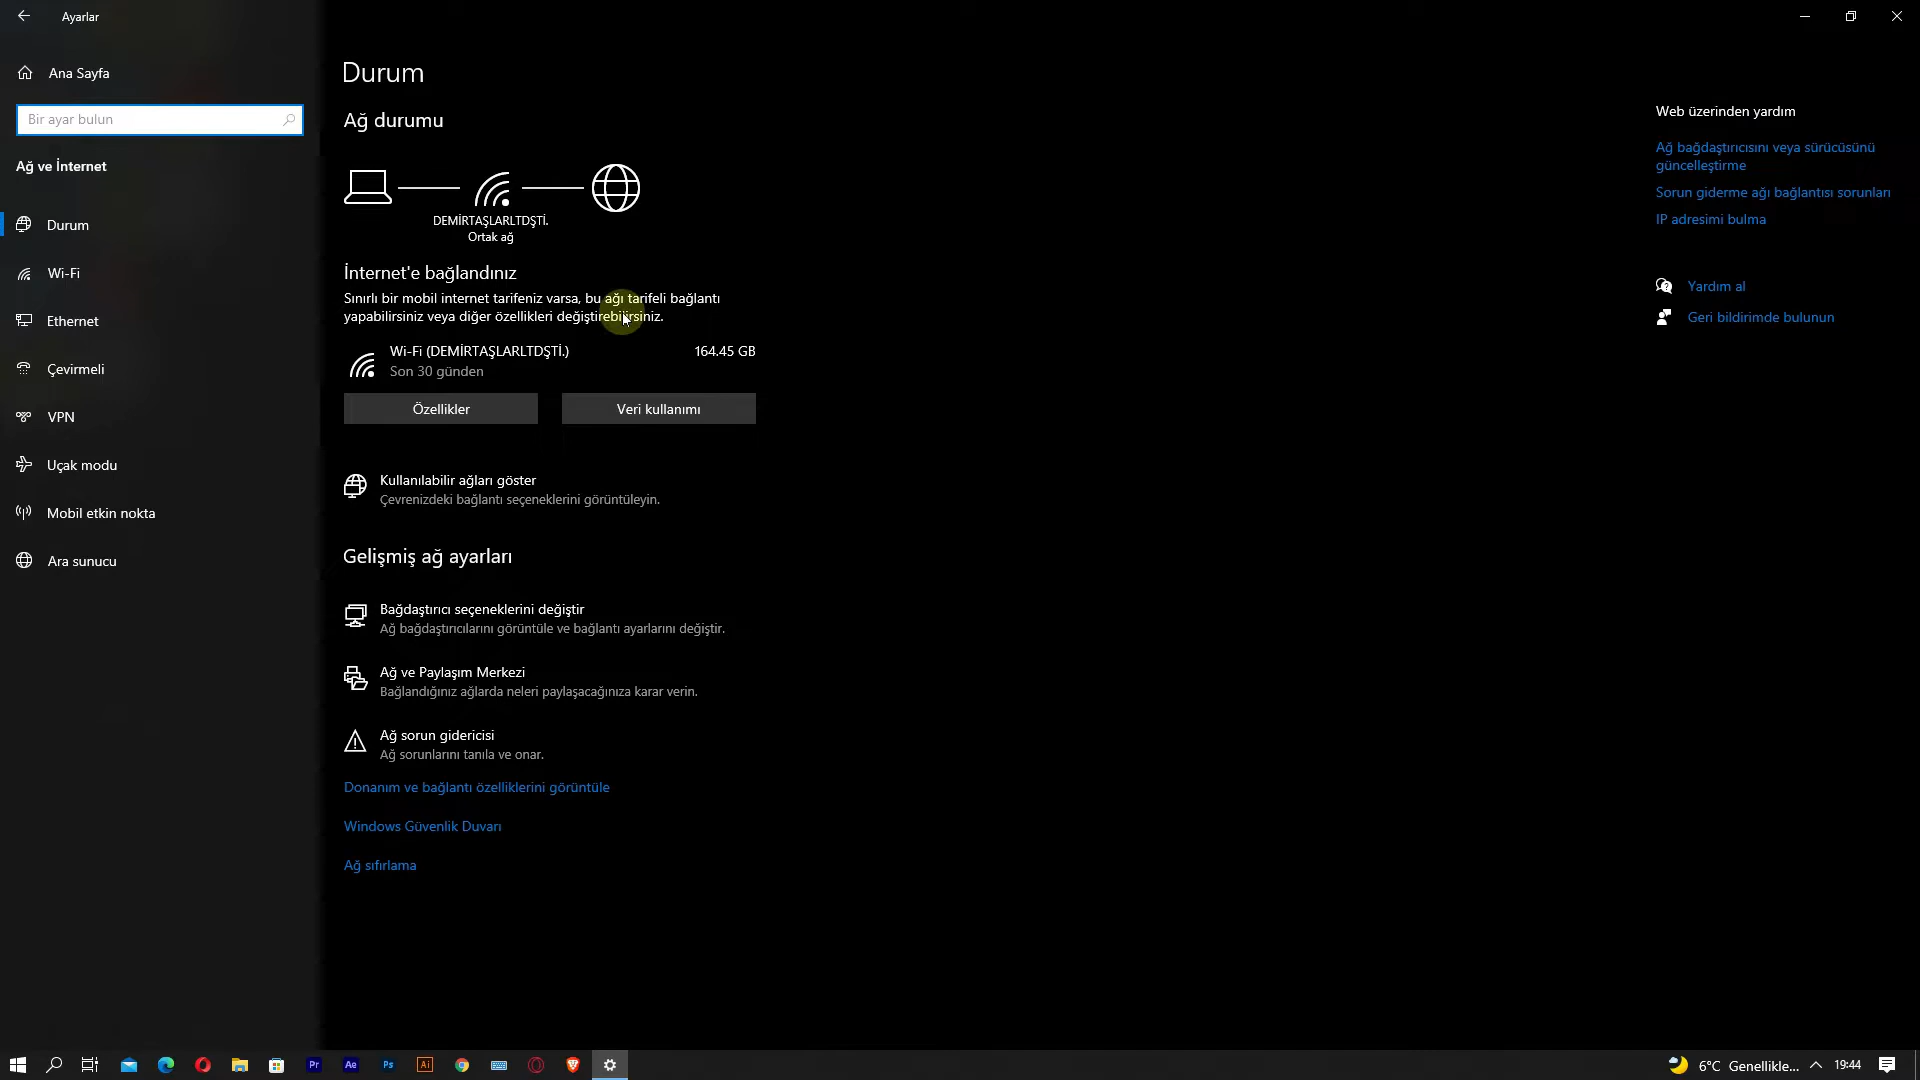 Ayarlar
Ana Sayfa
Bir ayar bulun
Ağ ve İnternet
Durum
Wi-Fi
Ethernet
Çevirmeli
VPN
Uçak modu
Mobil etkin nokta
Ara sunucu
Durum
Ağ durumu
DEMİRTAŞLARLTDŞTİ.
Ortak ağ
İnternet'e bağlandınız
Sınırlı bir mobil internet tarifeniz varsa, bu ağı tarifeli bağlantı
yapabilirsiniz veya diğer özellikleri değiştirebilirsiniz.
Wi-Fi (DEMİRTAŞLARLTDŞTİ.) 164.45 GB
Son 30 günden
Özellikler Veri kullanımı
Kullanılabilir ağları göster
Çevrenizdeki bağlantı seçeneklerini görüntüleyin.
Gelişmiş ağ ayarları
Bağdaştırıcı seçeneklerini değiştir
Ağ bağdaştırıcılarını görüntüle ve bağlantı ayarlarını değiştir.
Ağ ve Paylaşım Merkezi
Bağlandığınız ağlarda neleri paylaşacağınıza karar verin.
Ağ sorun gidericisi
Ağ sorunlarını tanıla ve onar.
Donanım ve bağlantı özelliklerini görüntüle
Windows Güvenlik Duvarı
Ağ sıfırlama
Web üzerinden yardım
Ağ bağdaştırıcısını veya sürücüsünü
güncelleştirme
Sorun giderme ağı bağlantısı sorunları
IP adresimi bulma
Yardım al
Geri bildirimde bulunun
Pr Ae Ps Ai
6°C Genellikle... 19:44